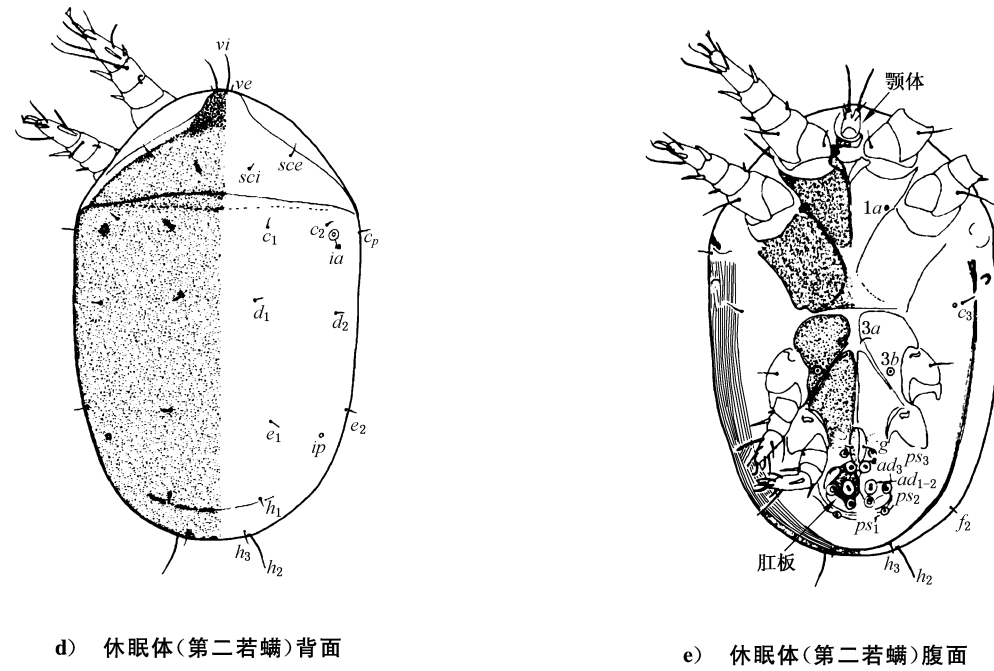 vi
ve
sce
sci
c₁
c₂
cₚ
ia
d₁
d₂
e₁
e₂
ip
h₁
h₃
h₂
d） 休眠体（第二若螨）背面
颚体
1a
c₃
3a
3b
g
ps₃
ad₃
ad₁₋₂
ps₂
ps₁
f₂
肛板
h₃
h₂
e） 休眠体（第二若螨）腹面